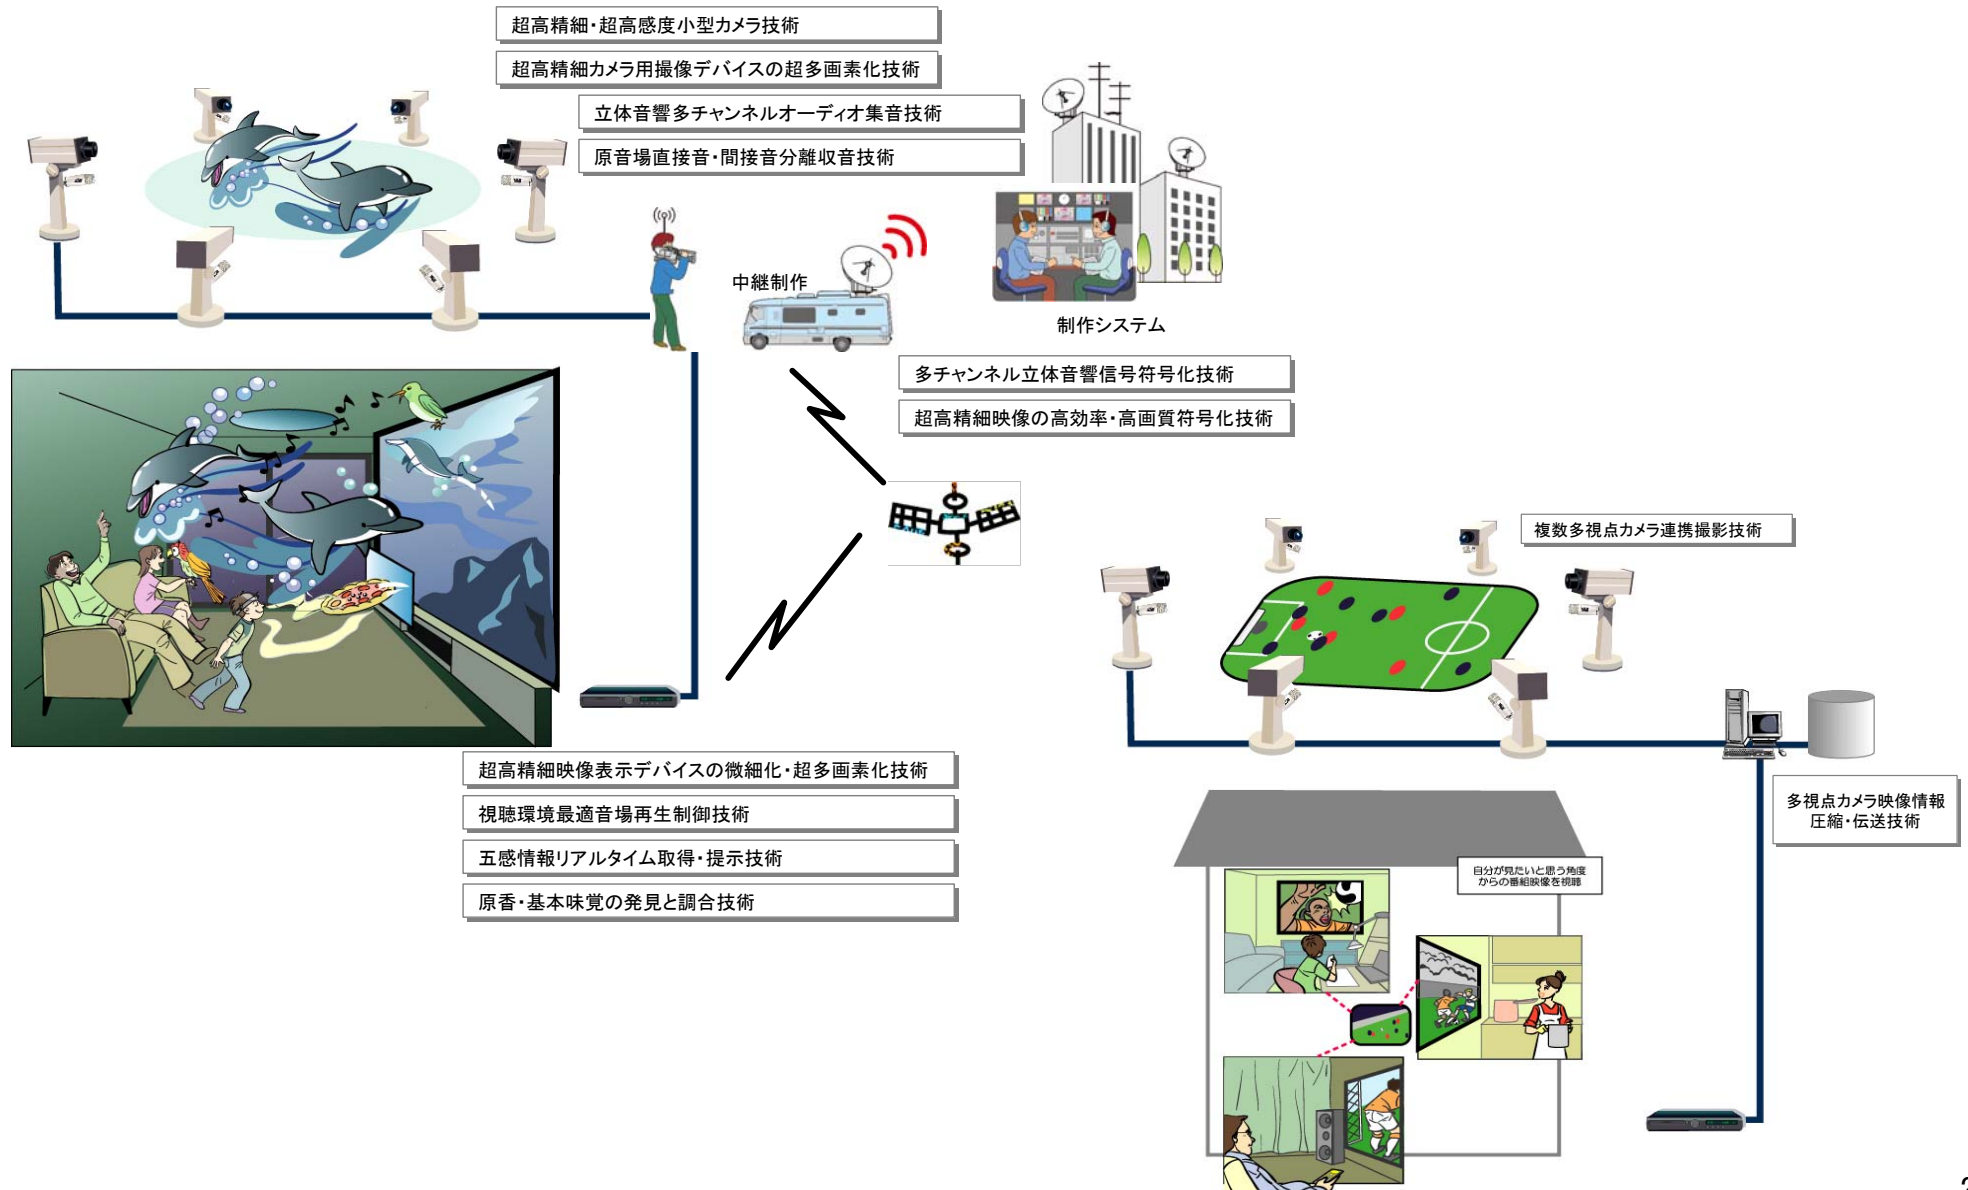 超高精細・超高感度小型カメラ技術
超高精細カメラ用撮像デバイスの超多画素化技術
立体音響多チャンネルオーディオ集音技術
原音場直接音・間接音分離収音技術
中継制作
制作システム
多チャンネル立体音響信号符号化技術
超高精細映像の高効率・高画質符号化技術
複数多視点カメラ連携撮影技術
超高精細映像表示デバイスの微細化・超多画素化技術
視聴環境最適音場再生制御技術
五感情報リアルタイム取得・提示技術
原香・基本味覚の発見と調合技術
多視点カメラ映像情報
圧縮・伝送技術
自分が見たいと思う角度
からの番組映像を視聴